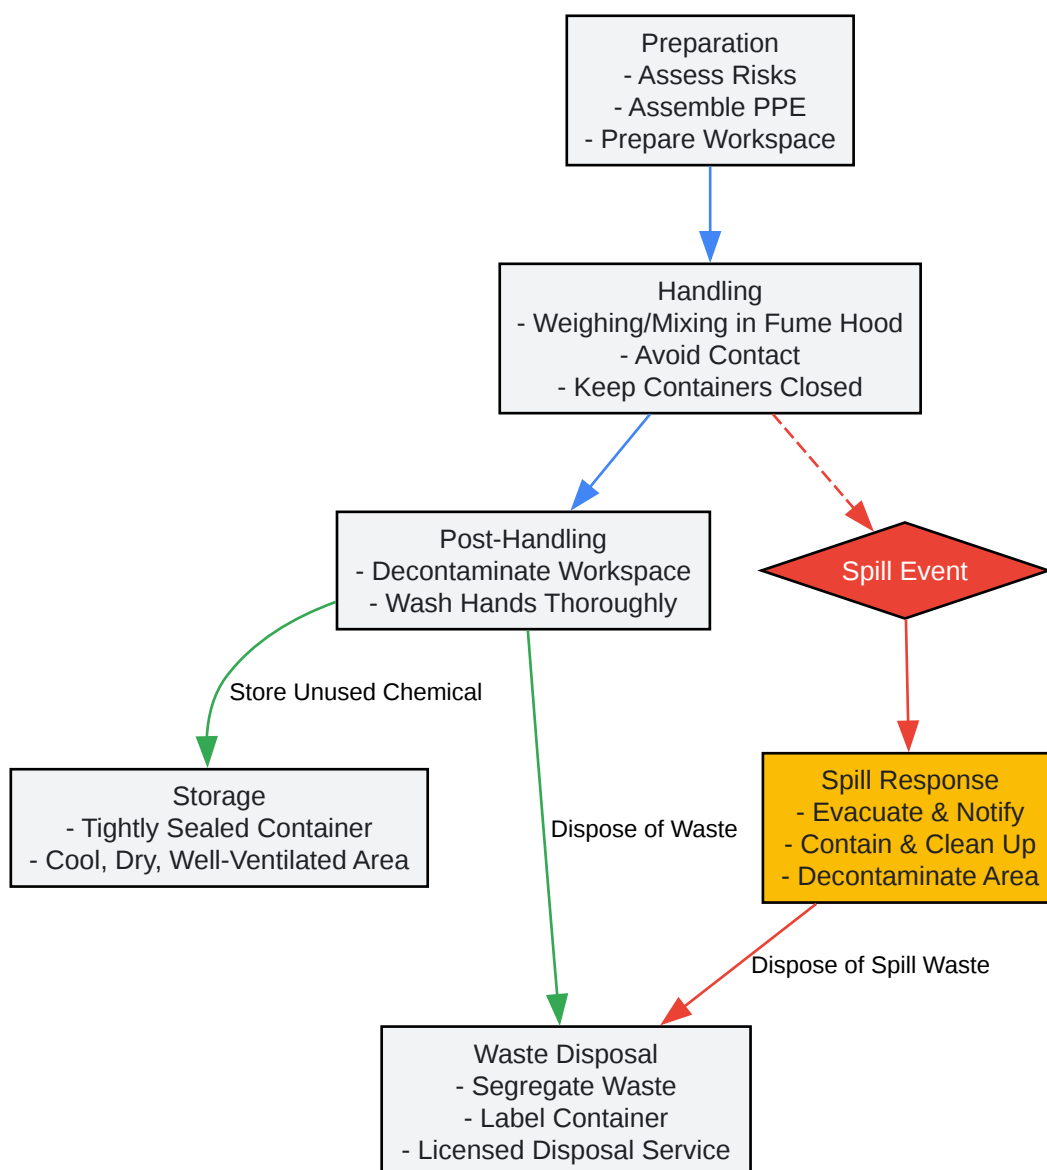 Preparation
- Assess Risks
- Assemble PPE
- Prepare Workspace
Handling
- Weighing/Mixing in Fume Hood
- Avoid Contact
- Keep Containers Closed
Post-Handling
- Decontaminate Workspace
- Wash Hands Thoroughly
Spill Event
Store Unused Chemical
Storage
- Tightly Sealed Container
- Cool, Dry, Well-Ventilated Area
Dispose of Waste
Spill Response
- Evacuate & Notify
- Contain & Clean Up
- Decontaminate Area
Dispose of Spill Waste
Waste Disposal
- Segregate Waste
- Label Container
- Licensed Disposal Service